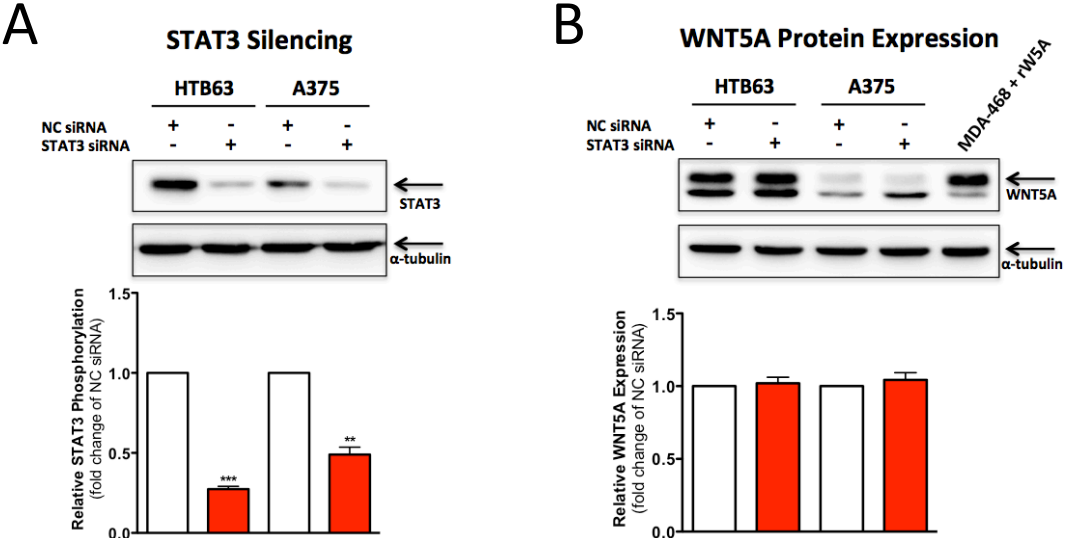 A
STAT3 Silencing
HTB63 A375
NC siRNA + - + -
STAT3 siRNA - + - +
STAT3
α-tubulin
Relative STAT3 Phosphorylation
(fold change of NC siRNA)
1.5
1.0
0.5
0.0
***
**
B
WNT5A Protein Expression
HTB63 A375
MDA-468 + rW5A
NC siRNA + - + -
STAT3 siRNA - + - +
WNT5A
α-tubulin
Relative WNT5A Expression
(fold change of NC siRNA)
1.5
1.0
0.5
0.0